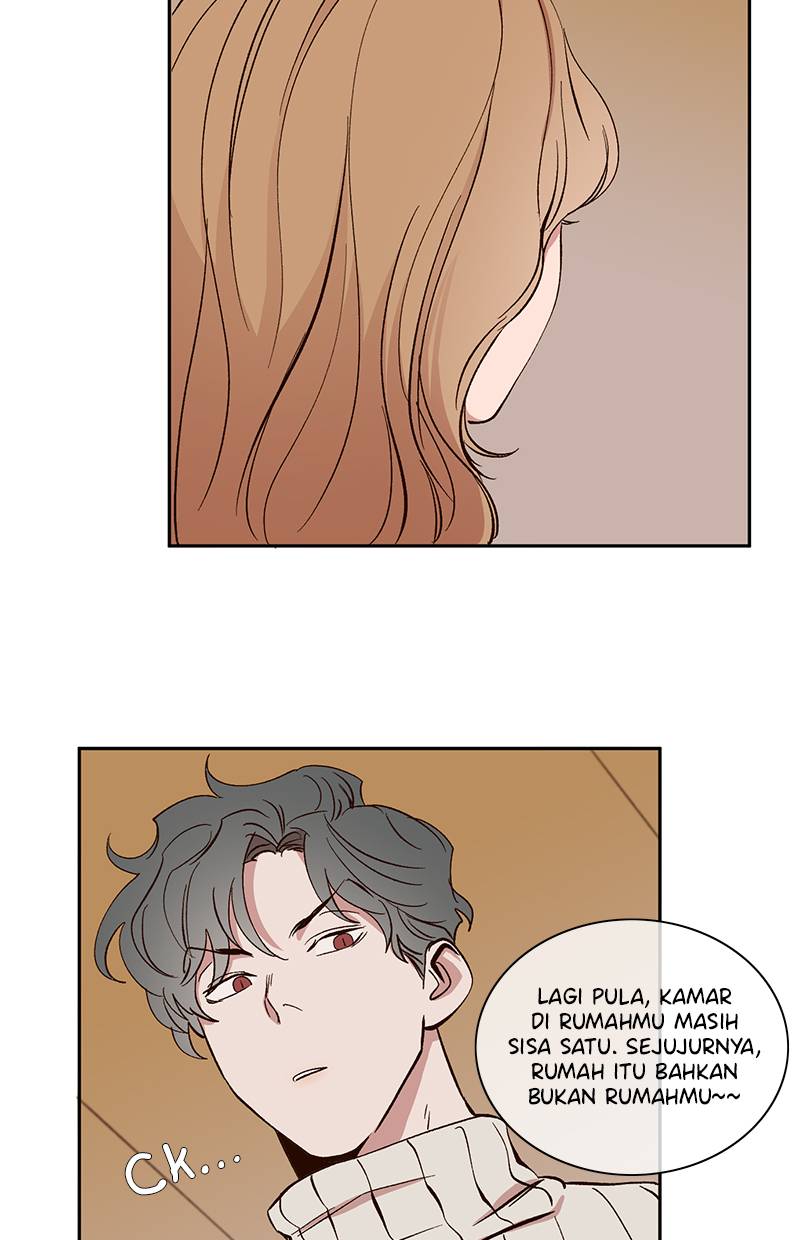 LAGI PULA, KAMAR
DI RUMAHMU MASIH
SISA SATU. SEJUJURNYA,
RUMAH ITU BAHKAN
BUKAN RUMAHMU~~
CK...